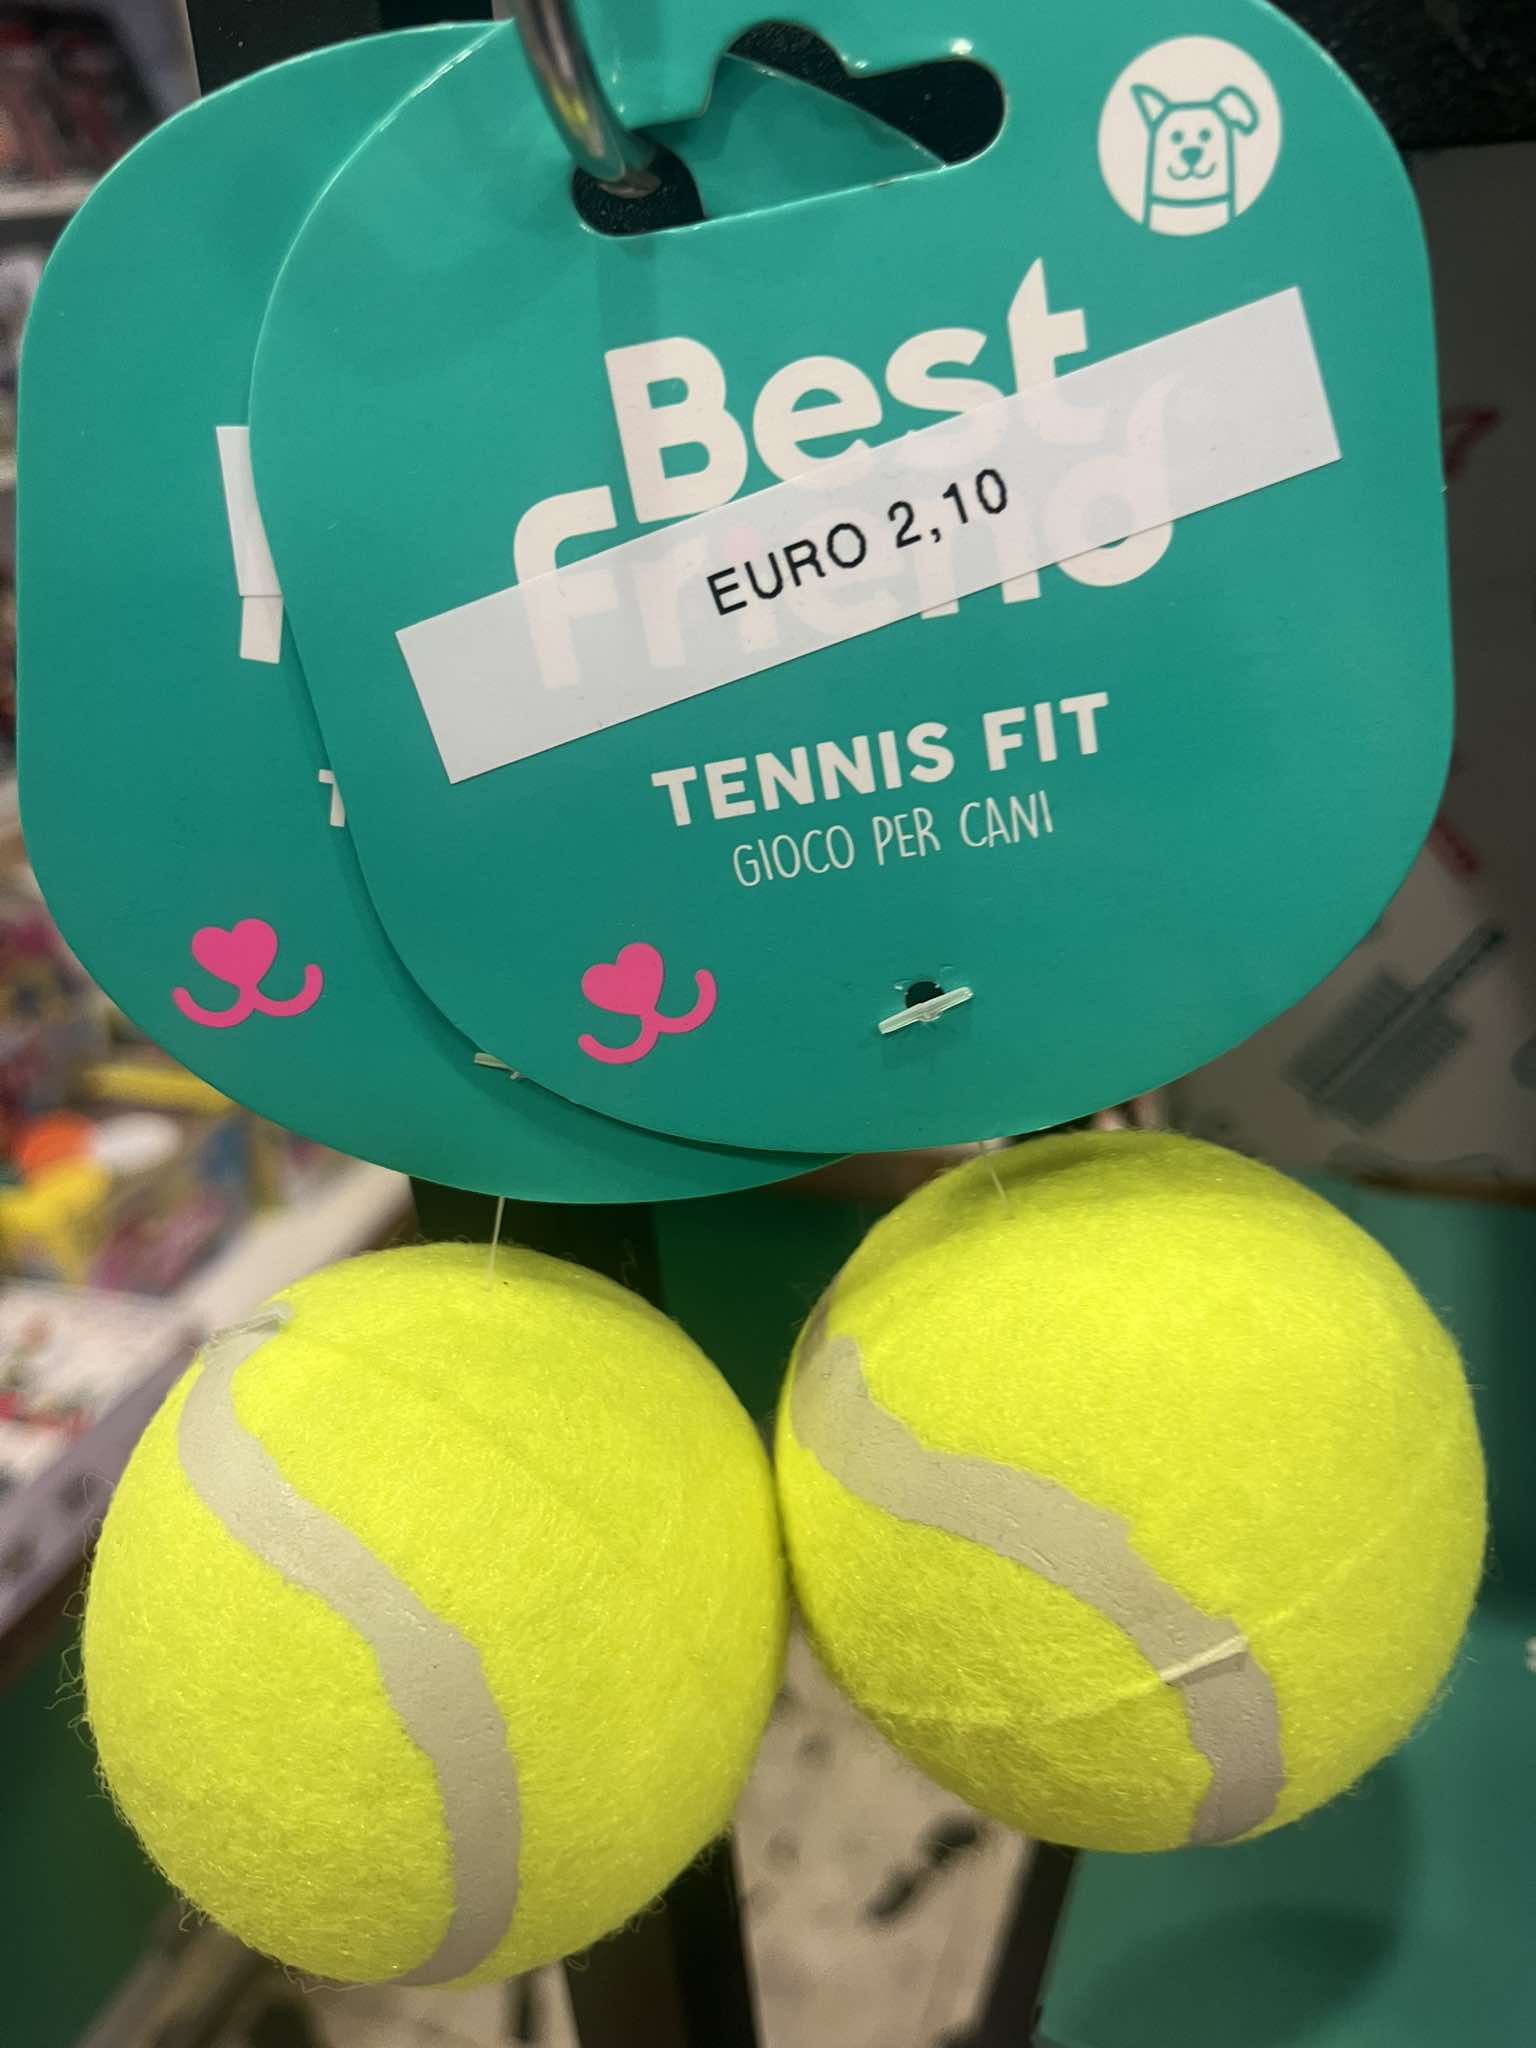 Best
friend
EURO 2,10
TENNIS FIT
GIOCO PER CANI